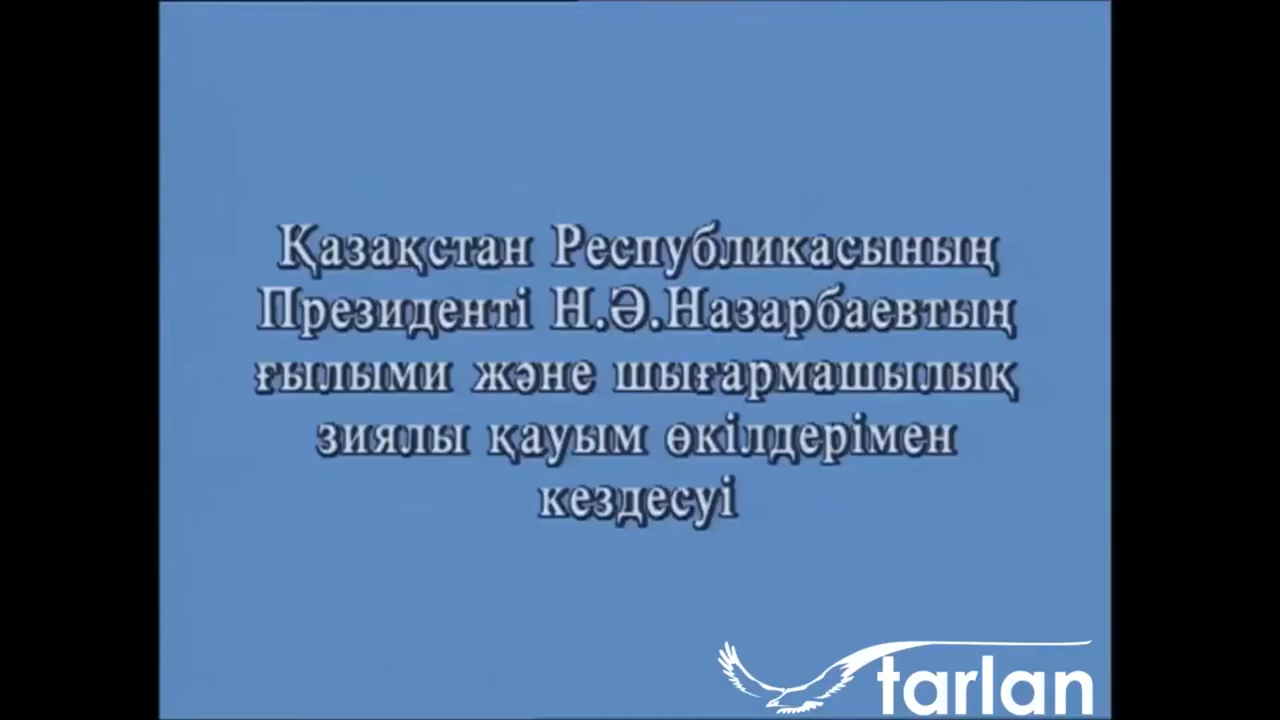 Қазақстан Республикасының
Президенті Н.Ә.Назарбаевтың
ғылыми және шығармашылық
зиялы қауым өкілдерімен
кездесуі
tarlan